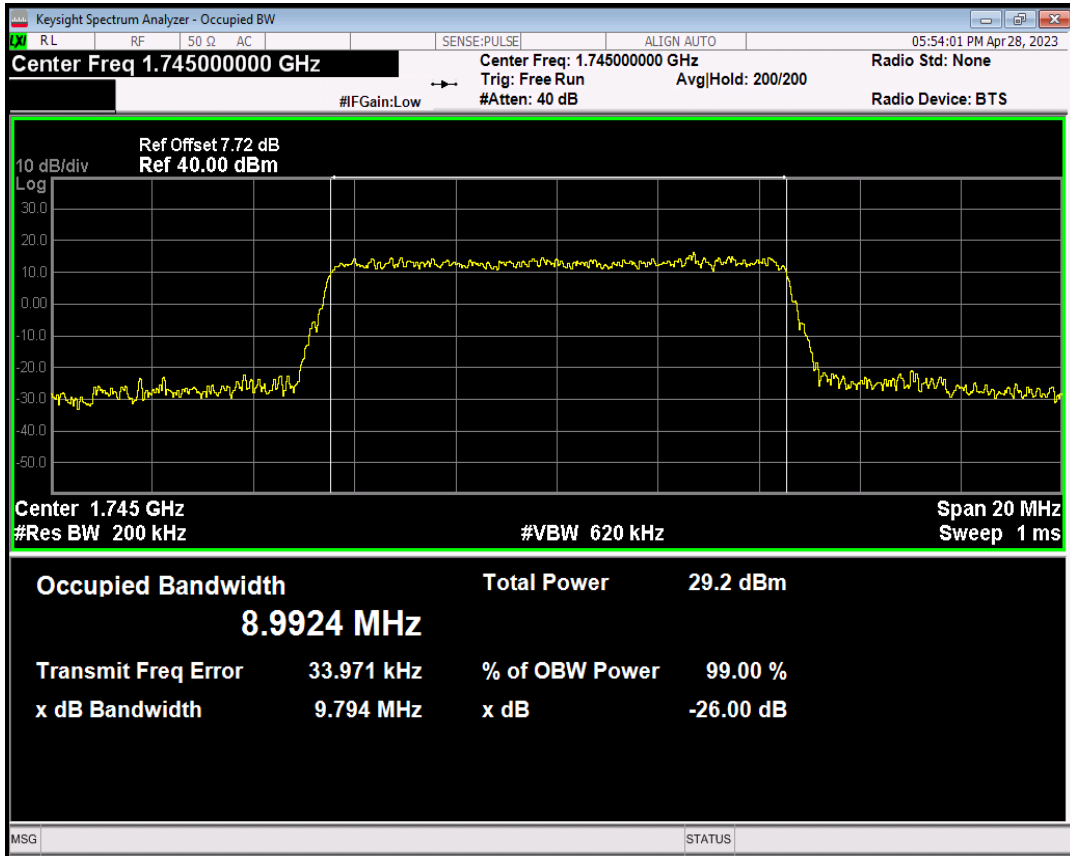 Keysight Spectrum Analyzer - Occupied BW
LXI RL RF 50 Ω AC SENSE:PULSE ALIGN AUTO 05:54:01 PM Apr 28, 2023
Center Freq 1.745000000 GHz Center Freq: 1.745000000 GHz Radio Std: None
Trig: Free Run Avg|Hold: 200/200
#IFGain:Low #Atten: 40 dB Radio Device: BTS
Ref Offset 7.72 dB
10 dB/div Ref 40.00 dBm
Log
30.0
20.0
10.0
0.00
-10.0
-20.0
-30.0
-40.0
-50.0
Center 1.745 GHz Span 20 MHz
#Res BW 200 kHz #VBW 620 kHz Sweep 1 ms
Occupied Bandwidth Total Power 29.2 dBm
8.9924 MHz
Transmit Freq Error 33.971 kHz % of OBW Power 99.00 %
x dB Bandwidth 9.794 MHz x dB -26.00 dB
MSG STATUS